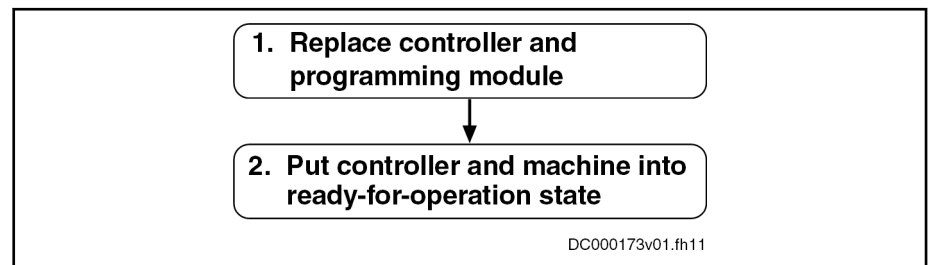 1. Replace controller and
programming module
2. Put controller and machine into
ready-for-operation state
DC000173v01.fh11